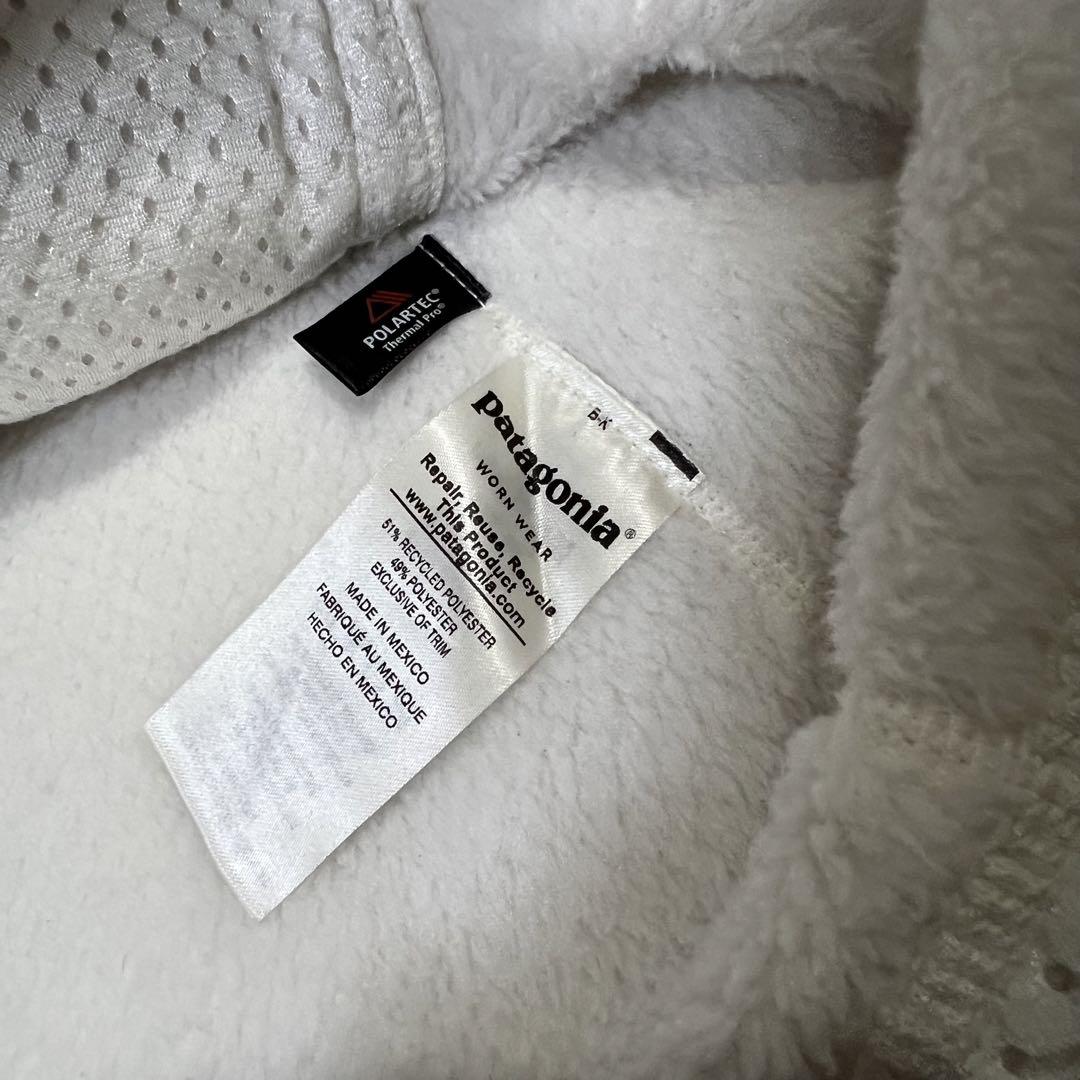 POLARTEC®
Thermal Pro®
B-K
patagonia®
WORN WEAR
Repair, Reuse, Recycle
This Product
www.patagonia.com
51% RECYCLED POLYESTER
49% POLYESTER
EXCLUSIVE OF TRIM
MADE IN MEXICO
FABRIQUÉ AU MEXIQUE
HECHO EN MEXICO